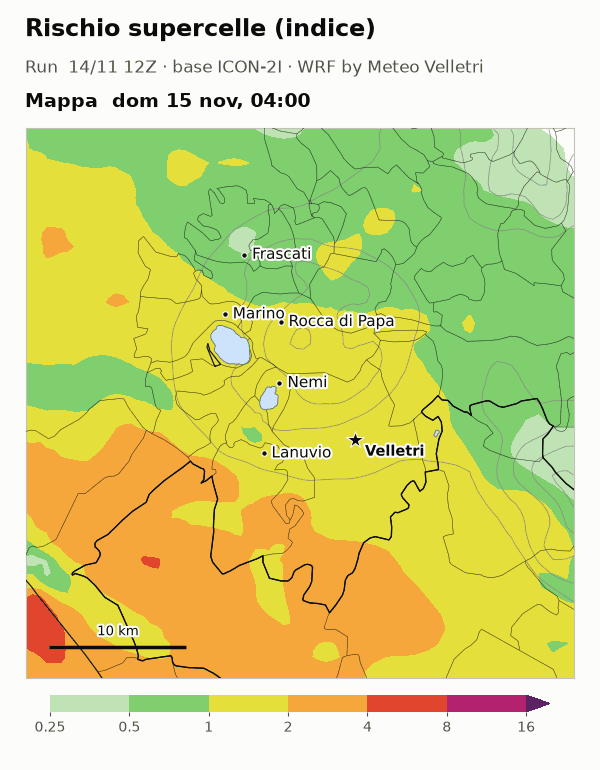 Rischio supercelle (indice)
Run  14/11 12Z · base ICON-2I · WRF by Meteo Velletri
Mappa  dom 15 nov, 04:00
Frascati
Marino
Rocca di Papa
Nemi
Velletri
Lanuvio
10 km
0.25 0.5 1 2 4 8 16